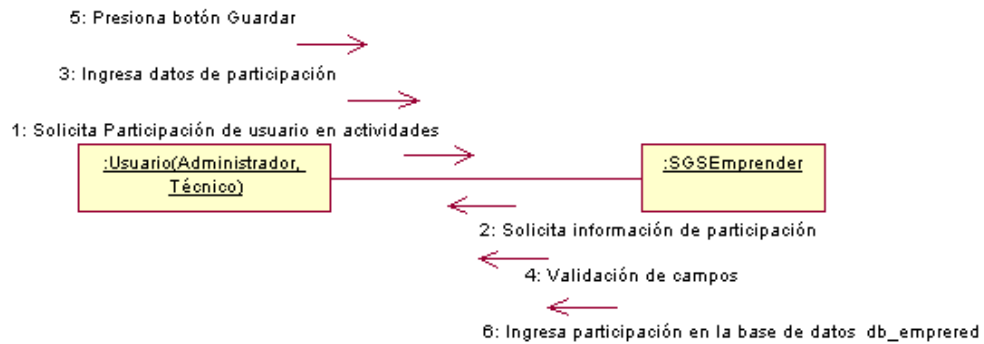 5: Presiona botón Guardar
3: Ingresa datos de participación
1: Solicita Participación de usuario en actividades
:Usuario(Administrador,
Técnico)
:SGSEmprender
2: Solicita información de participación
4: Validación de campos
6: Ingresa participación en la base de datos db_emprered